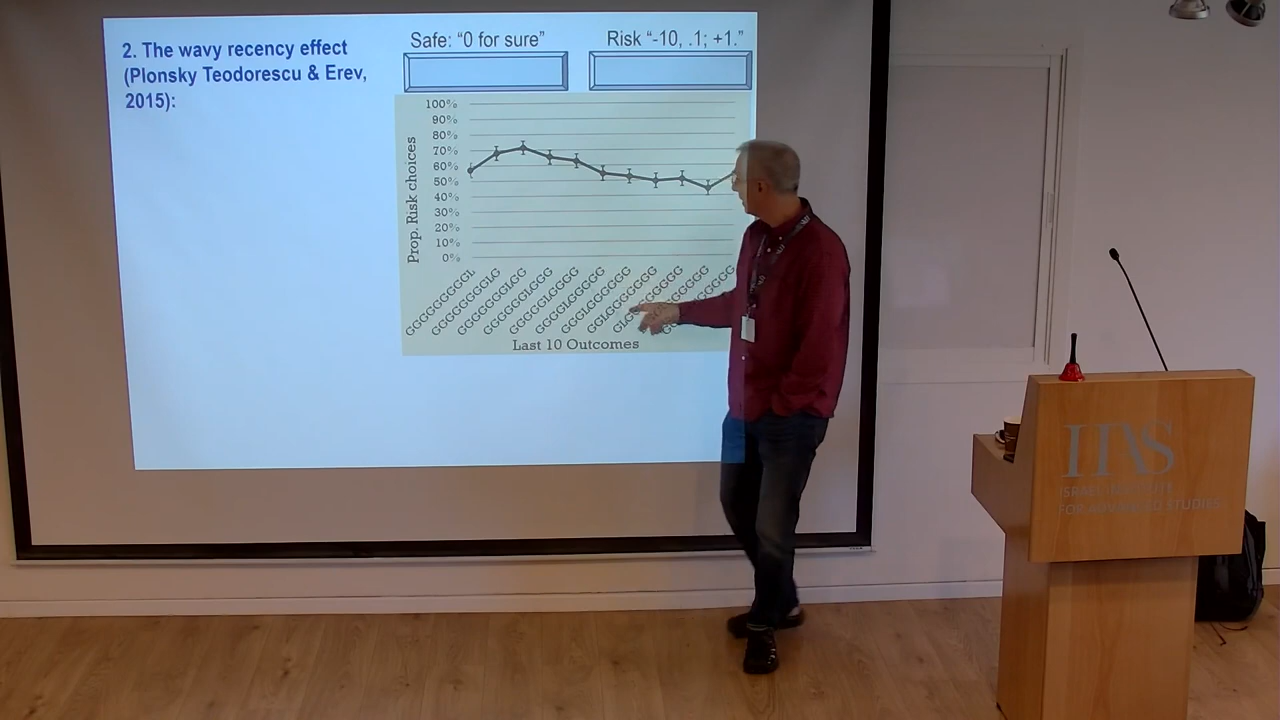 2. The wavy recency effect
(Plonsky Teodorescu & Erev,
2015):
Safe: “0 for sure”
Risk “-10, .1; +1.”
100%
90%
80%
70%
60%
50%
40%
30%
20%
10%
0%
Prop. Risk choices
GGGGGGGGGL
GGGGGGGGLG
GGGGGGGLGG
GGGGGGLGGG
GGGGGLGGGG
GGGGLGGGGG
GGGLGGGGGG
GGLGGGGGGG
Last 10 Outcomes
IIAS
ISRAEL INSTITUTE
FOR ADVANCED STUDIES